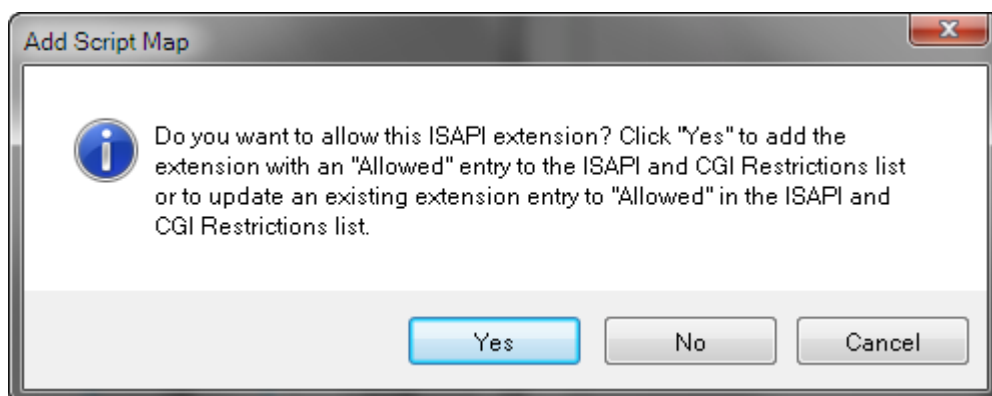 Add Script Map
Do you want to allow this ISAPI extension? Click "Yes" to add the
extension with an "Allowed" entry to the ISAPI and CGI Restrictions list
or to update an existing extension entry to "Allowed" in the ISAPI and
CGI Restrictions list.
Yes
No
Cancel